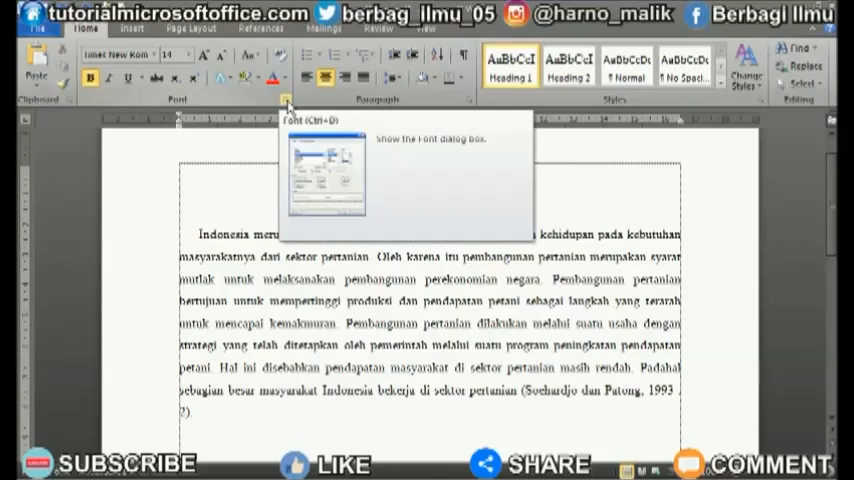 tutorialmicrosoftoffice.com berbag_ilmu_05 @harno_malik Berbagi Ilmu
File Home Insert Page Layout References Mailings Review View
Times New Rom 14
Paste
B I U abc x₂ x²
AaBbCcI AaBbCcI AaBbCcDc AaBbCcDc
Heading 1 Heading 2 ¶ Normal ¶ No Spaci...
Change Styles
Find
Replace
Select
Clipboard Font Paragraph Styles Editing
Font (Ctrl+D)
Show the Font dialog box.
Indonesia meru kehidupan pada kebutuhan
masyarakatnya dari sektor pertanian. Oleh karena itu pembangunan pertanian merupakan syarat
mutlak untuk melaksanakan pembangunan perekonomian negara. Pembangunan pertanian
bertujuan untuk mempertinggi produksi dan pendapatan petani sebagai langkah yang terarah
untuk mencapai kemakmuran. Pembangunan pertanian dilakukan melalui suatu usaha dengan
strategi yang telah ditetapkan oleh pemerintah melalui suatu program peningkatan pendapatan
petani. Hal ini disebabkan pendapatan masyarakat di sektor pertanian masih rendah. Padahal
sebagian besar masyarakat Indonesia bekerja di sektor pertanian (Soehardjo dan Patong, 1993 :
2).
SUBSCRIBE LIKE SHARE COMMENT